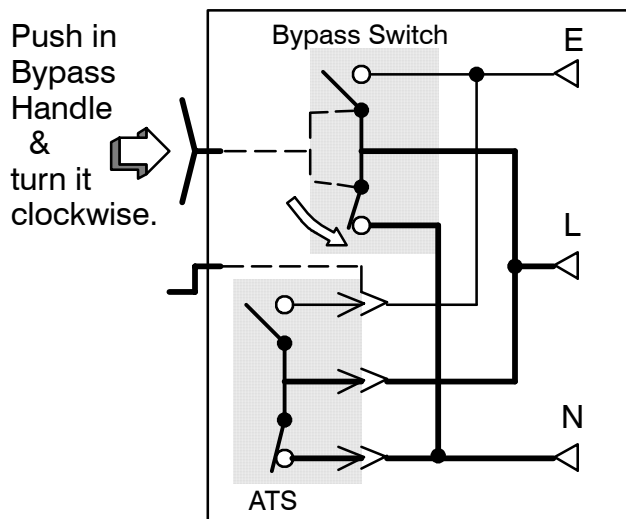 Push in
Bypass
Handle
&
turn it
clockwise.
Bypass Switch
E
L
N
ATS